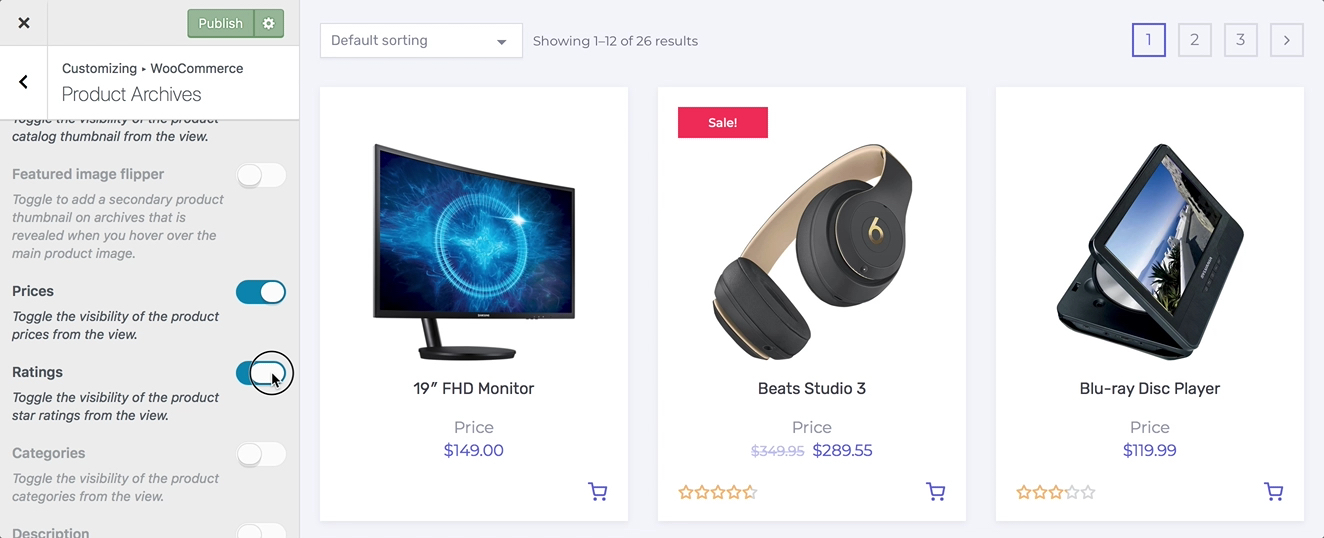 Publish
Customizing ▸ WooCommerce
Product Archives
Toggle the visibility of the product
catalog thumbnail from the view.
Featured image flipper
Toggle to add a secondary product
thumbnail on archives that is
revealed when you hover over the
main product image.
Prices
Toggle the visibility of the product
prices from the view.
Ratings
Toggle the visibility of the product
star ratings from the view.
Categories
Toggle the visibility of the product
categories from the view.
Description
Default sorting
Showing 1–12 of 26 results
1 2 3
19″ FHD Monitor
Price
$149.00
Sale!
Beats Studio 3
Price
$349.95 $289.55
Blu-ray Disc Player
Price
$119.99